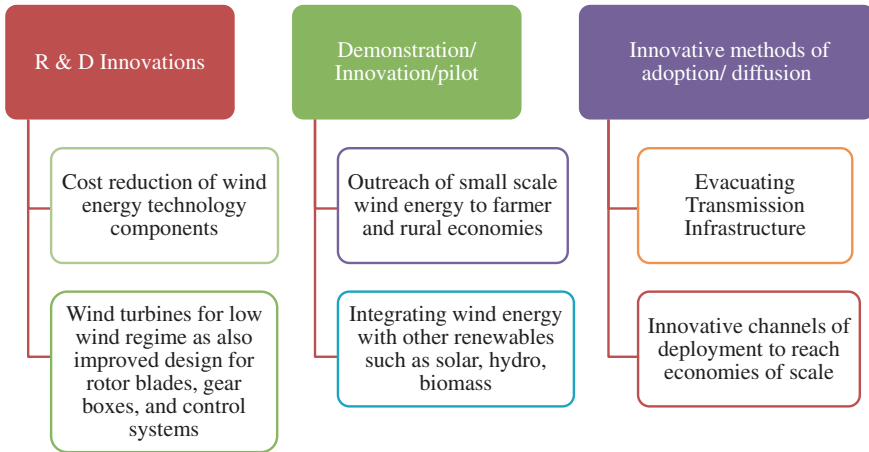 R & D Innovations
Cost reduction of wind
energy technology
components
Wind turbines for low
wind regime as also
improved design for
rotor blades, gear
boxes, and control
systems
Demonstration/
Innovation/pilot
Outreach of small scale
wind energy to farmer
and rural economies
Integrating wind energy
with other renewables
such as solar, hydro,
biomass
Innovative methods of
adoption/ diffusion
Evacuating
Transmission
Infrastructure
Innovative channels of
deployment to reach
economies of scale